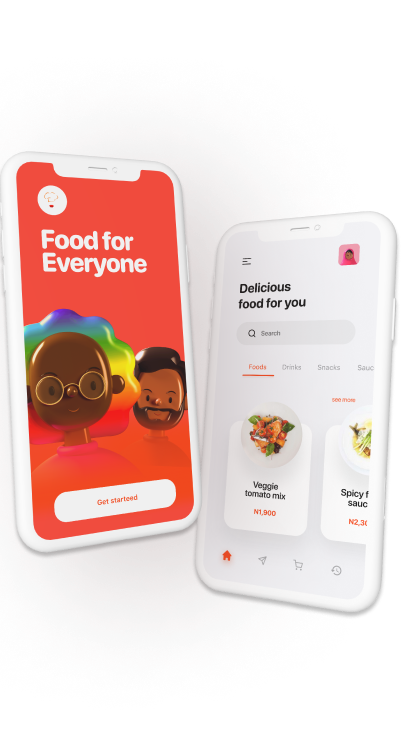 Food for
Everyone
Get starteed
Delicious
food for you
Search
Foods
Drinks
Snacks
Sauc
see more
Veggie
tomato mix
N1,900
Spicy f
sauc
N2,30